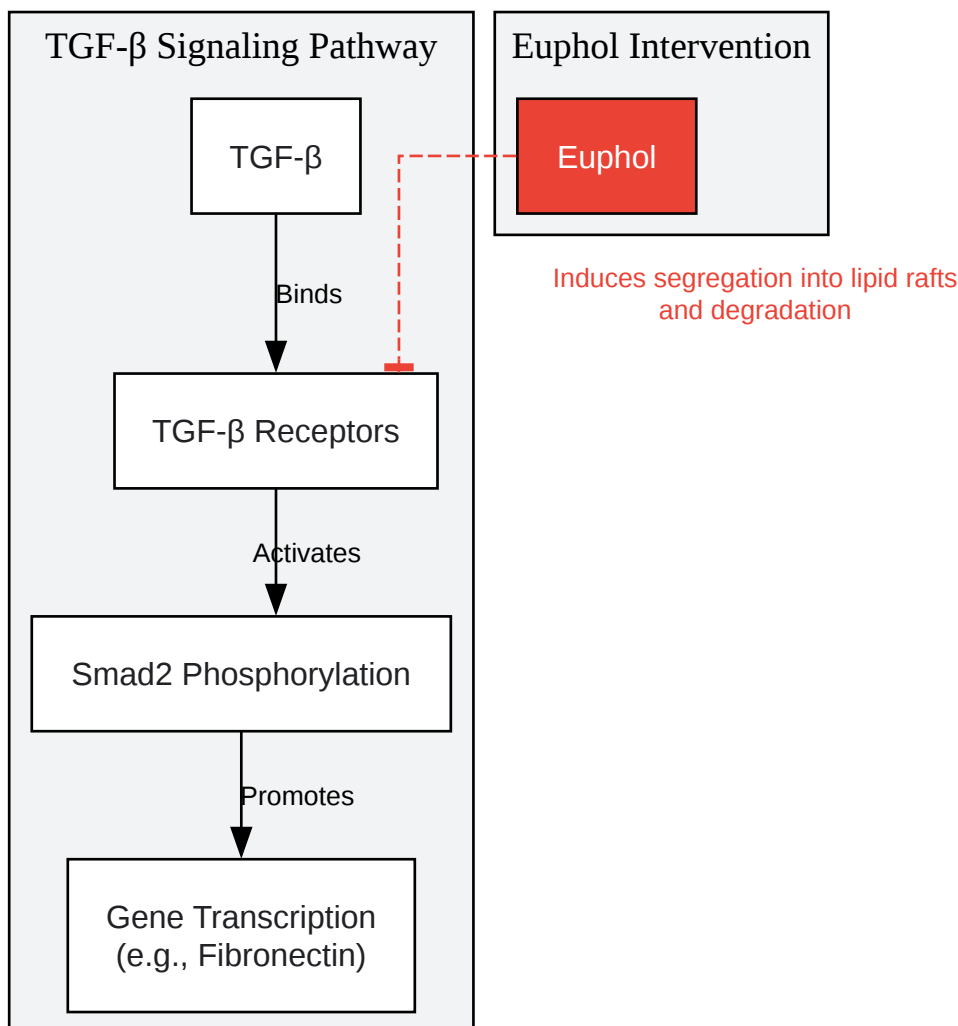 TGF-β Signaling Pathway
Euphol Intervention
TGF-β
Euphol
Induces segregation into lipid rafts
and degradation
Binds
TGF-β Receptors
Activates
Smad2 Phosphorylation
Promotes
Gene Transcription
(e.g., Fibronectin)